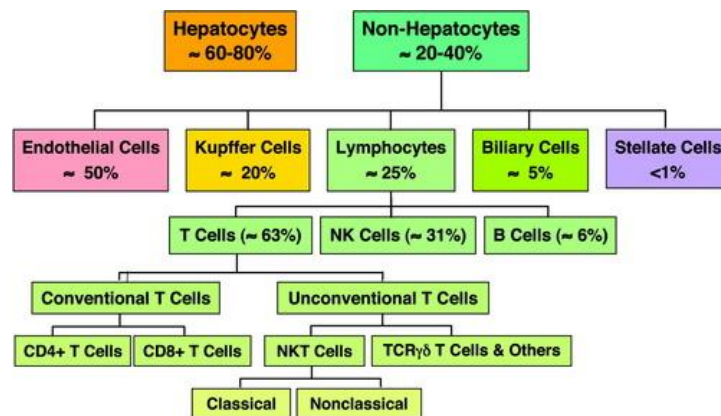 Hepatocytes
≈ 60-80%
Non-Hepatocytes
≈ 20-40%
Endothelial Cells
≈ 50%
Kupffer Cells
≈ 20%
Lymphocytes
≈ 25%
Biliary Cells
≈ 5%
Stellate Cells
<1%
T Cells (≈ 63%)
NK Cells (≈ 31%)
B Cells (≈ 6%)
Conventional T Cells
Unconventional T Cells
CD4+ T Cells
CD8+ T Cells
NKT Cells
TCRγδ T Cells & Others
Classical
Nonclassical